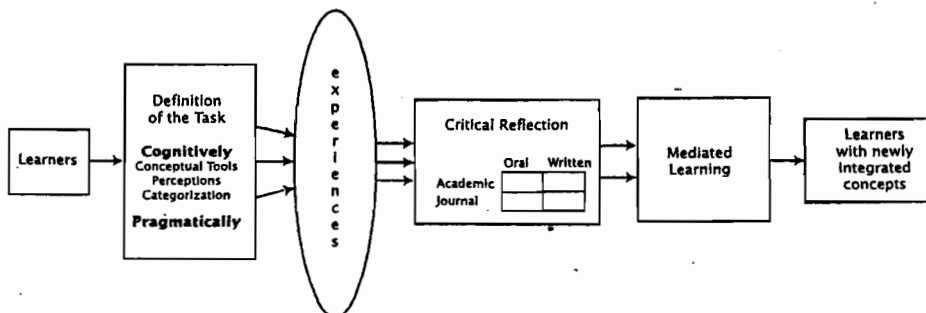 Learners
Definition
of the Task
Cognitively
Conceptual Tools
Perceptions
Categorization
Pragmatically
experiences
Critical Reflection
Oral Written
Academic
Journal
Mediated
Learning
Learners
with newly
integrated
concepts